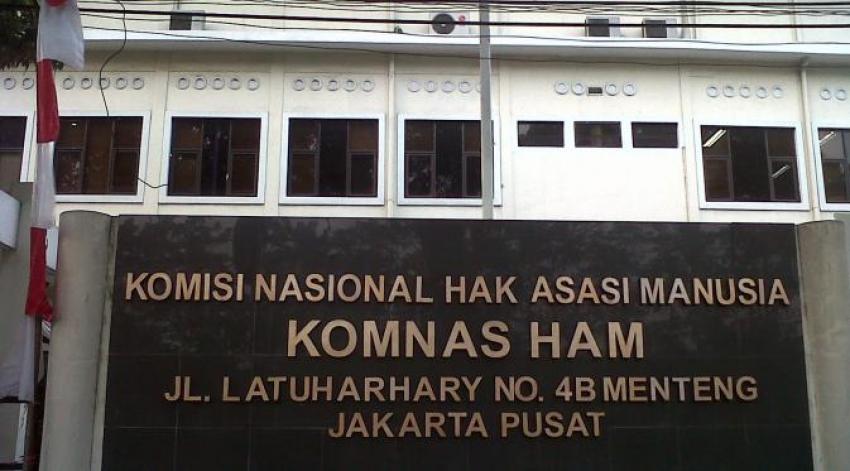 KOMISI NASIONAL HAK ASASI MANUSIA
KOMNAS HAM
JL. LATUHARHARY NO. 4B MENTENG
JAKARTA PUSAT